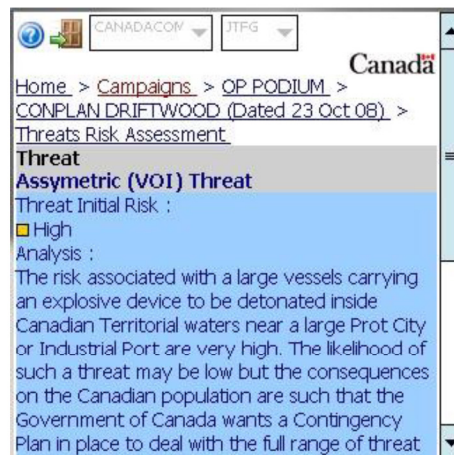 CANADACOM JTFG
Canada
Home > Campaigns > OP PODIUM >
CONPLAN DRIFTWOOD (Dated 23 Oct 08) >
Threats Risk Assessment
Threat
Assymetric (VOI) Threat
Threat Initial Risk :
High
Analysis :
The risk associated with a large vessels carrying
an explosive device to be detonated inside
Canadian Territorial waters near a large Prot City
or Industrial Port are very high. The likelihood of
such a threat may be low but the consequences
on the Canadian population are such that the
Government of Canada wants a Contingency
Plan in place to deal with the full range of threat